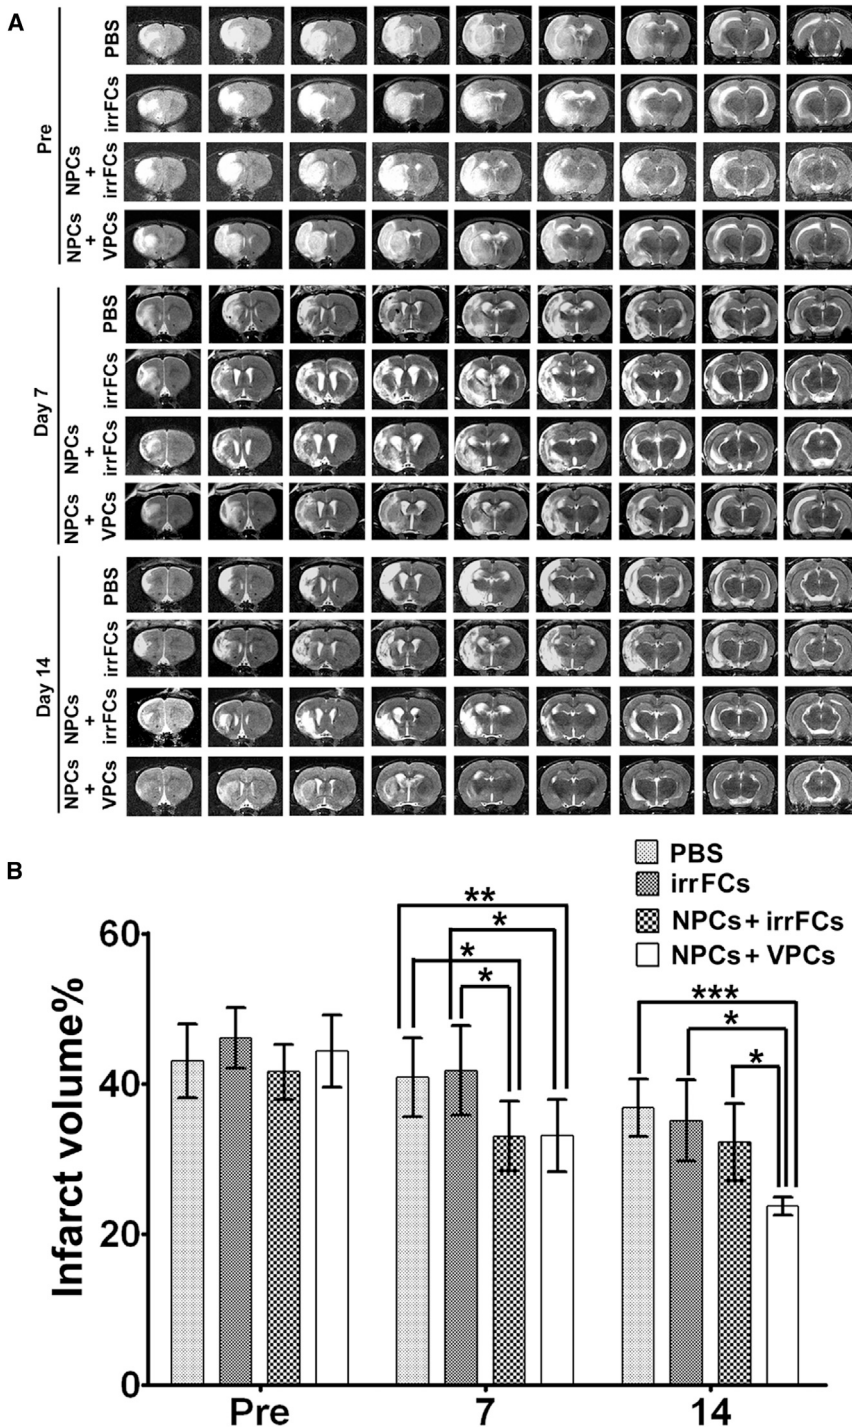 A
Pre
PBS
irrFCs
NPCs
+
irrFCs
NPCs
+
VPCs
Day 7
PBS
irrFCs
NPCs
+
irrFCs
NPCs
+
VPCs
Day 14
PBS
irrFCs
NPCs
+
irrFCs
NPCs
+
VPCs
B
PBS
irrFCs
NPCs + irrFCs
NPCs + VPCs
**
*
*
*
***
*
*
Infarct volume%
60
40
20
0
Pre 7 14